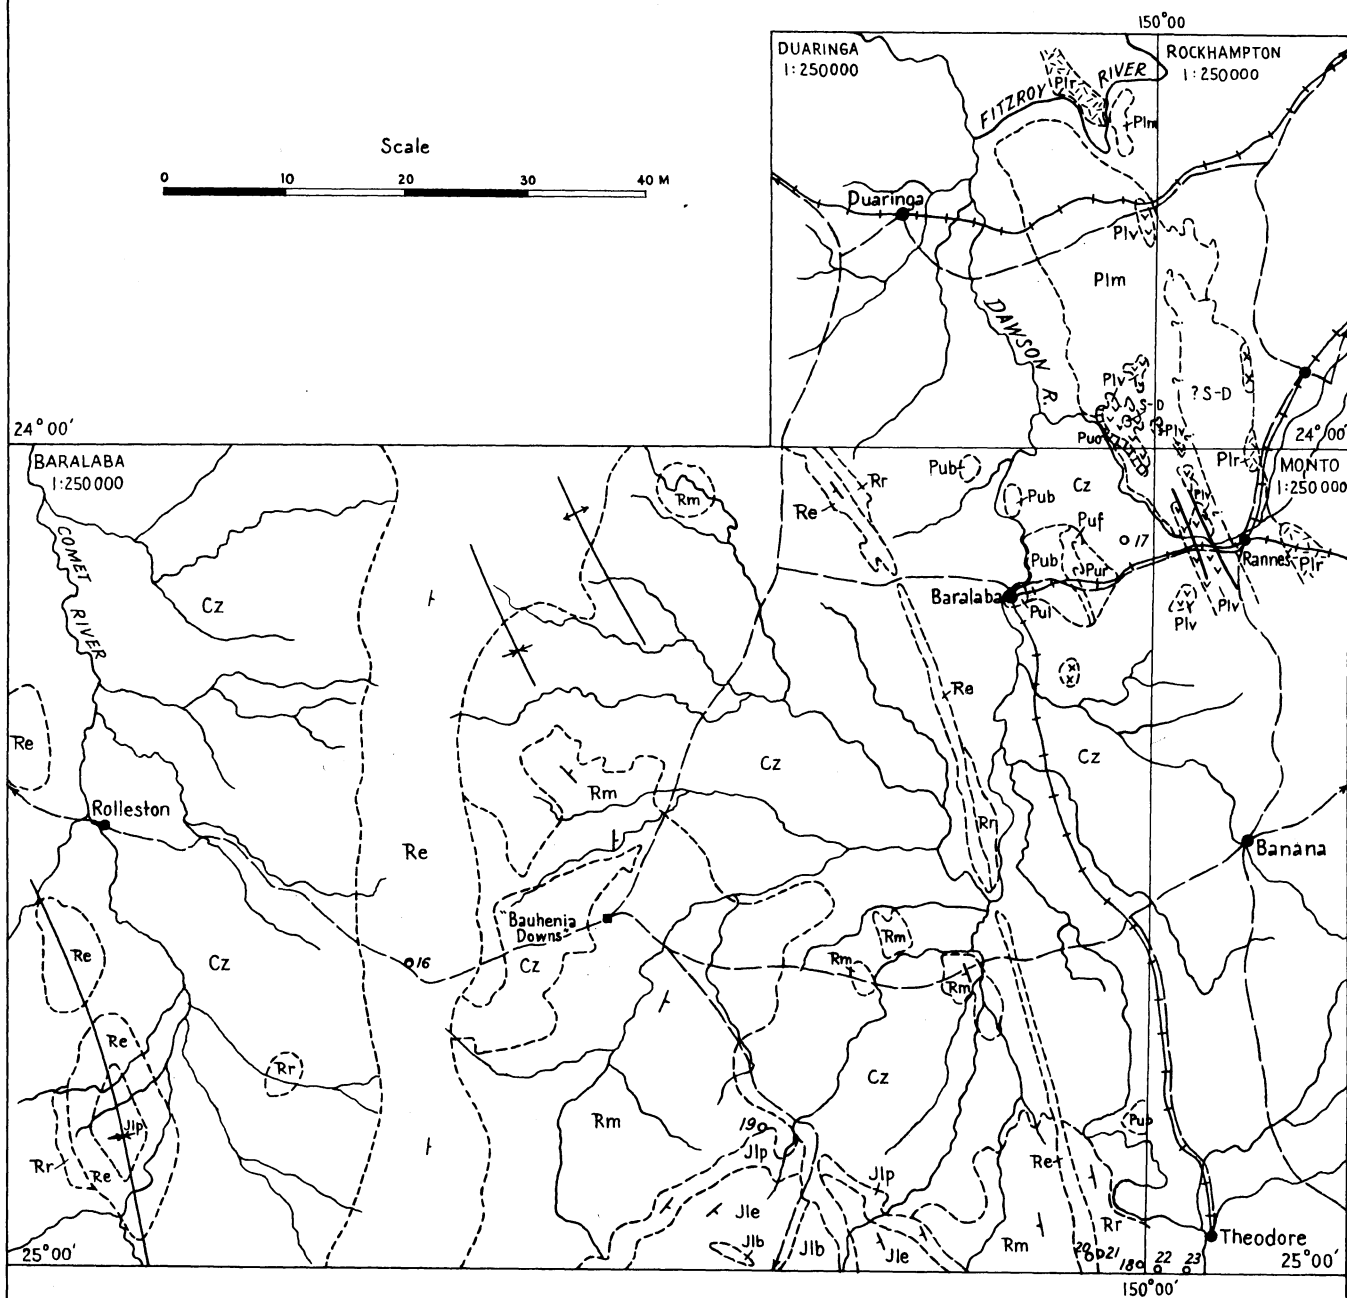 150°00
DUARINGA
1:250000
ROCKHAMPTON
1:250000
FITZROY RIVER
Plr
Plm
Scale
0 10 20 30 40 M
Duaringa
Plv
Plm
DAWSON R.
Plv
S-D
? S-D
Plv
Puo
24°00'
24°00'
Plr
BARALABA
1:250000
MONTO
1:250000
COMET RIVER
Rm
Re
Rr
Pub
Pub
Cz
Puf
17
Plv
Pub
Pur
Rannes
Plr
Baralaba
Pul
Plv
Plv
Cz
Re
Re
Cz
Cz
Rm
Rolleston
Rr
Re
Banana
"Bauhenia
Downs"
Rm
Re
Cz
16
Cz
Rm
Rm
Re
Rr
Cz
Rm
19
Jlp
Pub
Jlp
Rr
Re
Jlp
Re
Jle
Rr
Jlb
Jlb
Jle
Rm
20
21
18
22
23
Theodore
25°00'
25°00'
150°00'